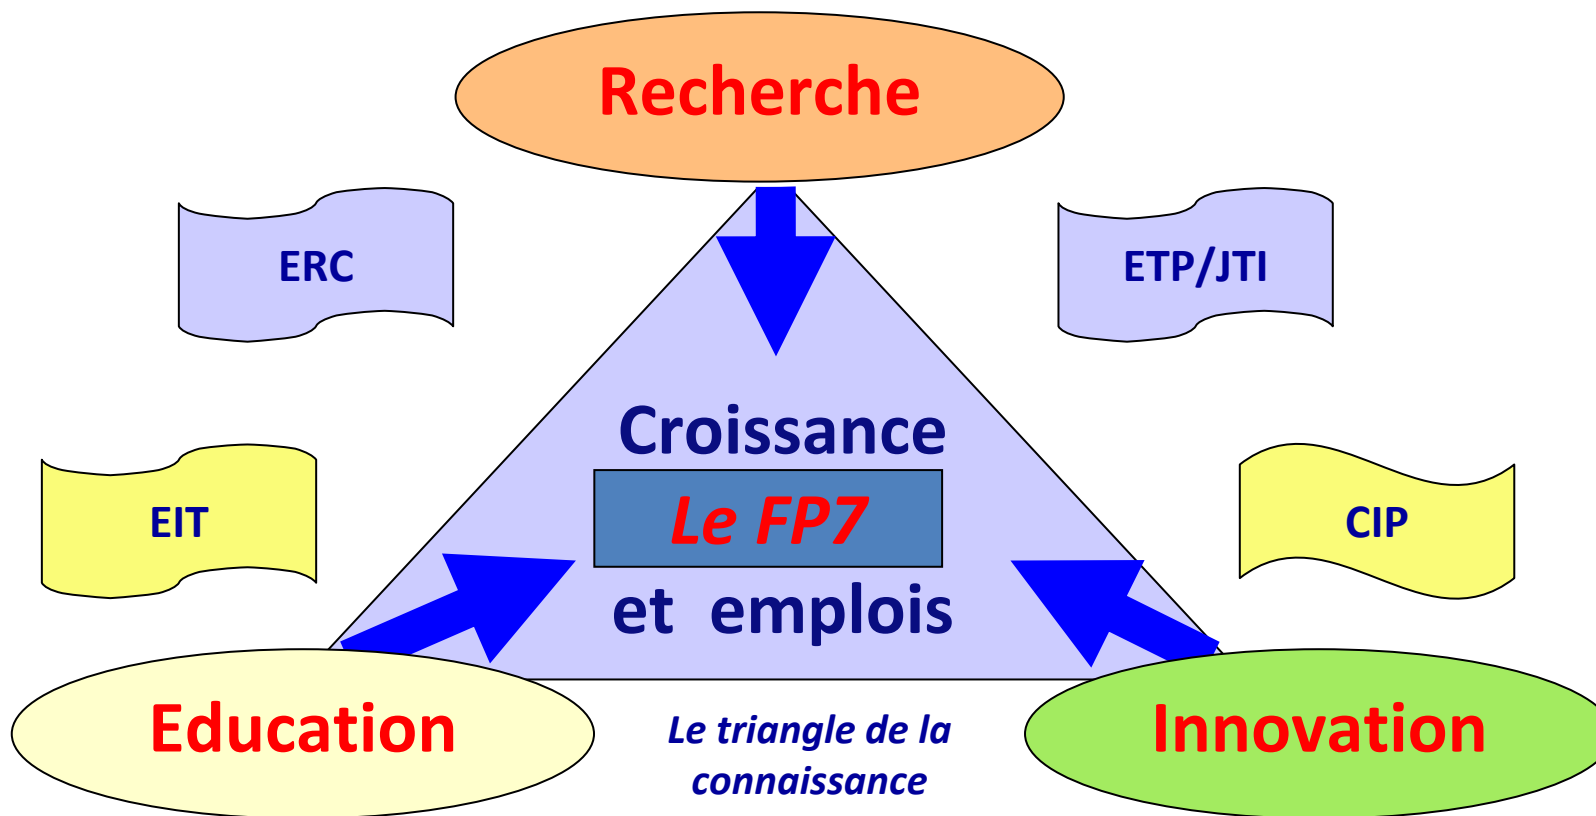 Recherche
ERC
ETP/JTI
Croissance
Le FP7
et emplois
EIT
CIP
Education
Innovation
Le triangle de la
connaissance